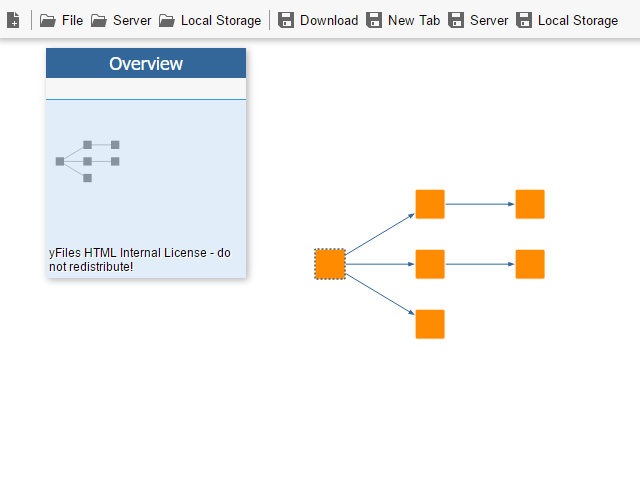 File Server Local Storage Download New Tab Server Local Storage
Overview
yFiles HTML Internal License - do
not redistribute!